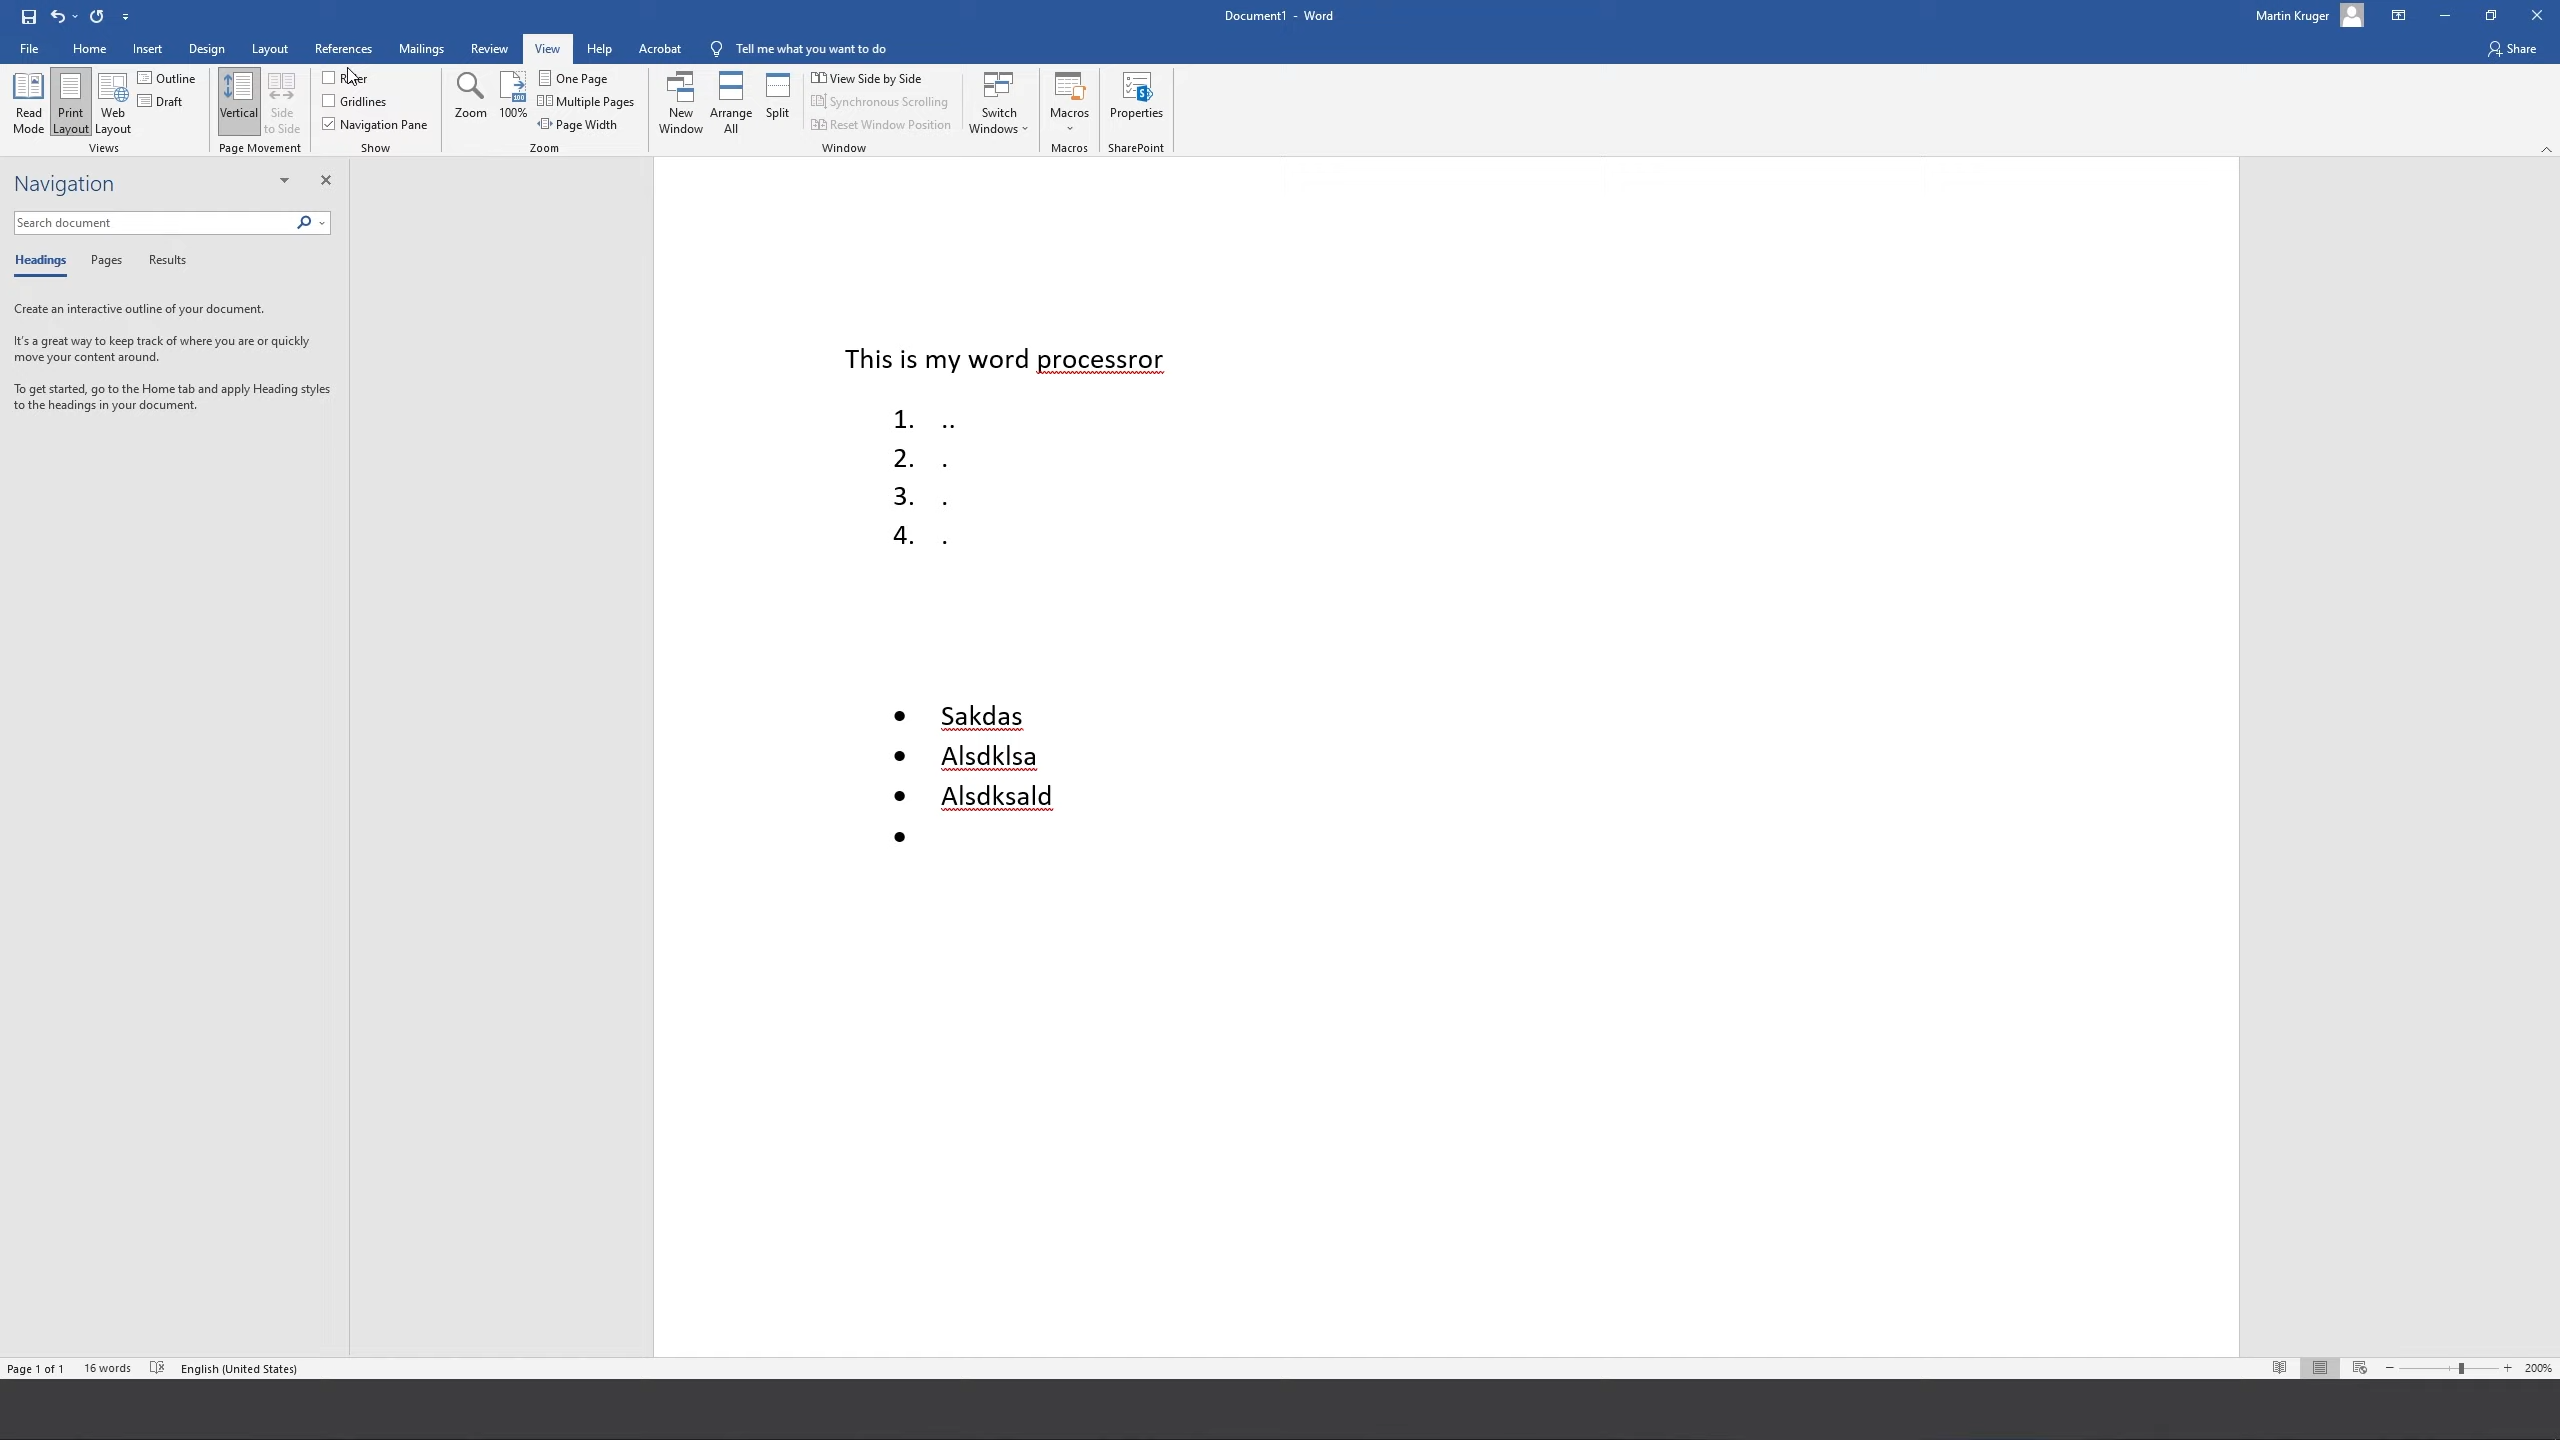 Document1 - Word
Martin Kruger
File Home Insert Design Layout References Mailings Review View Help Acrobat Tell me what you want to do Share
Read Mode
Print Layout
Web Layout
Outline
Draft
Views
Vertical
Side to Side
Page Movement
Gridlines
Navigation Pane
Show
Zoom
100%
One Page
Multiple Pages
Page Width
Zoom
New Window
Arrange All
Split
View Side by Side
Synchronous Scrolling
Reset Window Position
Window
Switch Windows
Macros
Macros
Properties
SharePoint
Navigation
Search document
Headings Pages Results
Create an interactive outline of your document.
It's a great way to keep track of where you are or quickly
move your content around.
To get started, go to the Home tab and apply Heading styles
to the headings in your document.
This is my word processror
1. ..
2. .
3. .
4. .
• Sakdas
• Alsdklsa
• Alsdksald
•
Page 1 of 1 16 words English (United States) 200%